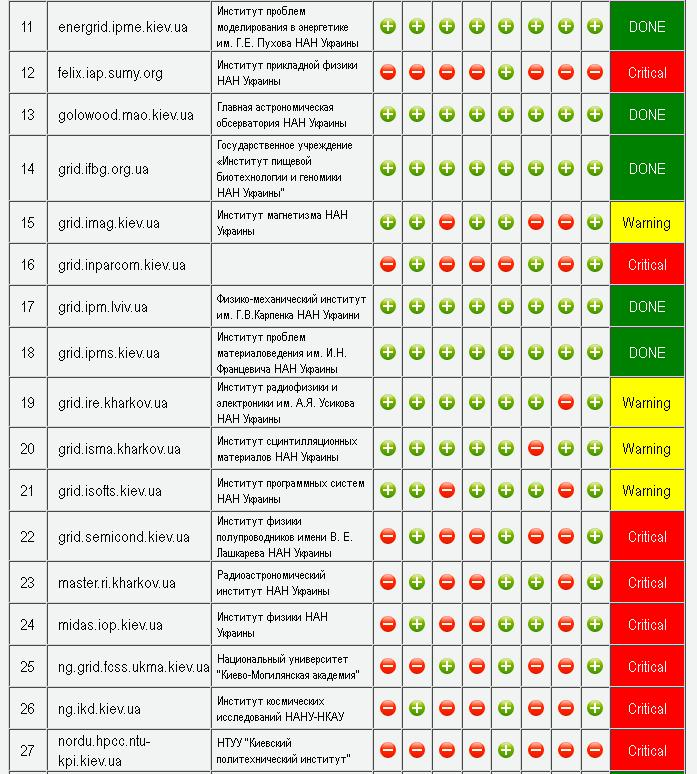 11 energrid.ipme.kiev.ua Институт проблем DONE
моделирования в энергетике
им. Г.Е. Пухова НАН Украины
12 felix.iap.sumy.org Институт прикладной физики Critical
НАН Украины
13 golowood.mao.kiev.ua Главная астрономическая DONE
обсерватория НАН Украины
14 grid.ifbg.org.ua Государственное учреждение DONE
«Институт пищевой
биотехнологии и геномики
НАН Украины"
15 grid.imag.kiev.ua Институт магнетизма НАН Warning
Украины
16 grid.inparcom.kiev.ua Critical
17 grid.ipm.lviv.ua Физико-механический институт DONE
им. Г.В.Карпенка НАН Украини
18 grid.ipms.kiev.ua Институт проблем DONE
материаловедения им. И.Н.
Францевича НАН Украины
19 grid.ire.kharkov.ua Институт радиофизики и Warning
электроники им. А.Я. Усикова
НАН Украины
20 grid.isma.kharkov.ua Институт сцинтилляционных Warning
материалов НАН Украины
21 grid.isofts.kiev.ua Институт программных систем Warning
НАН Украины
22 grid.semicond.kiev.ua Институт физики Critical
полупроводников имени В. Е.
Лашкарева НАН Украины
23 master.ri.kharkov.ua Радиоастрономический Critical
институт НАН Украины
24 midas.iop.kiev.ua Институт физики НАН Critical
Украины
25 ng.grid.fcss.ukma.kiev.ua Национальный университет Critical
"Киево-Могилянская академия"
26 ng.ikd.kiev.ua Институт космических Critical
исследований НАНУ-НКАУ
27 nordu.hpcc.ntu- НТУУ "Киевский Critical
kpi.kiev.ua политехнический институт"